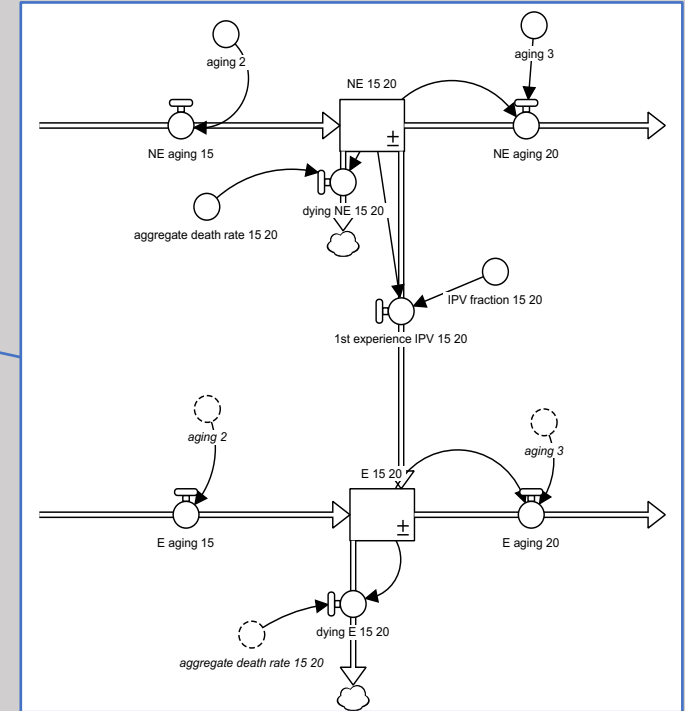 aging 2
aging 3
NE 15 20
±
NE aging 15
NE aging 20
dying NE 15 20
aggregate death rate 15 20
IPV fraction 15 20
1st experience IPV 15 20
aging 2
aging 3
E 15 20
±
E aging 15
E aging 20
dying E 15 20
aggregate death rate 15 20